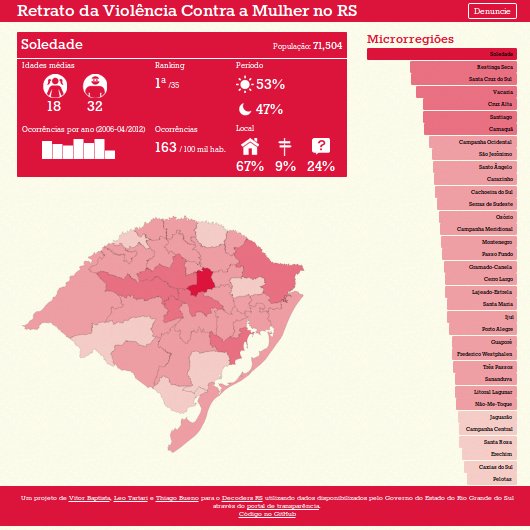 Retrato da Violência Contra a Mulher no RS
Denuncie
Soledade
População: 71,504
Idades médias
18
32
Ranking
1ª /35
Período
53%
47%
Ocorrências por ano (2006-04/2012)
Ocorrências
163 / 100 mil hab.
Local
67%
9%
24%
Microrregiões
Soledade
Restinga Seca
Santa Cruz do Sul
Vacaria
Cruz Alta
Santiago
Camaquã
Campanha Ocidental
São Jerônimo
Santo Ângelo
Carazinho
Cachoeira do Sul
Serras de Sudeste
Osório
Campanha Meridional
Montenegro
Passo Fundo
Gramado-Canela
Cerro Largo
Lajeado-Estrela
Santa Maria
Ijuí
Porto Alegre
Guaporé
Frederico Westphalen
Três Passos
Sananduva
Litoral Lagunar
Não-Me-Toque
Jaguarão
Campanha Central
Santa Rosa
Erechim
Caxias do Sul
Pelotas
Um projeto de Vitor Baptista, Leo Tartari e Thiago Bueno para o Decoders RS utilizando dados disponibilizados pelo Governo do Estado do Rio Grande do Sul
através do portal de transparência.
Código no GitHub